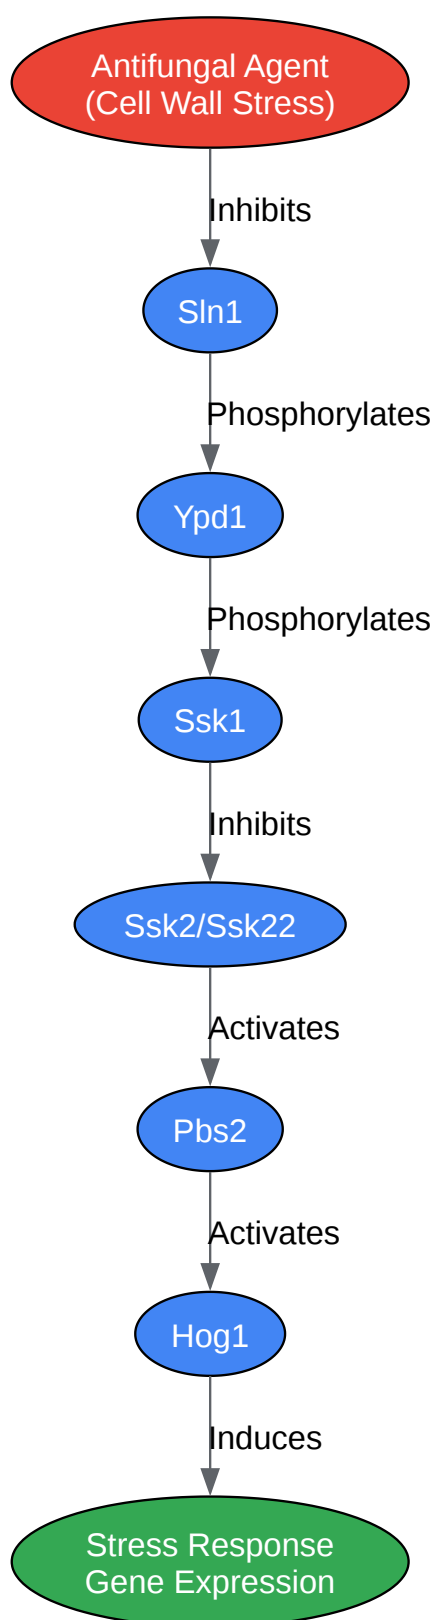 Antifungal Agent
(Cell Wall Stress)
Inhibits
Sln1
Phosphorylates
Ypd1
Phosphorylates
Ssk1
Inhibits
Ssk2/Ssk22
Activates
Pbs2
Activates
Hog1
Induces
Stress Response
Gene Expression